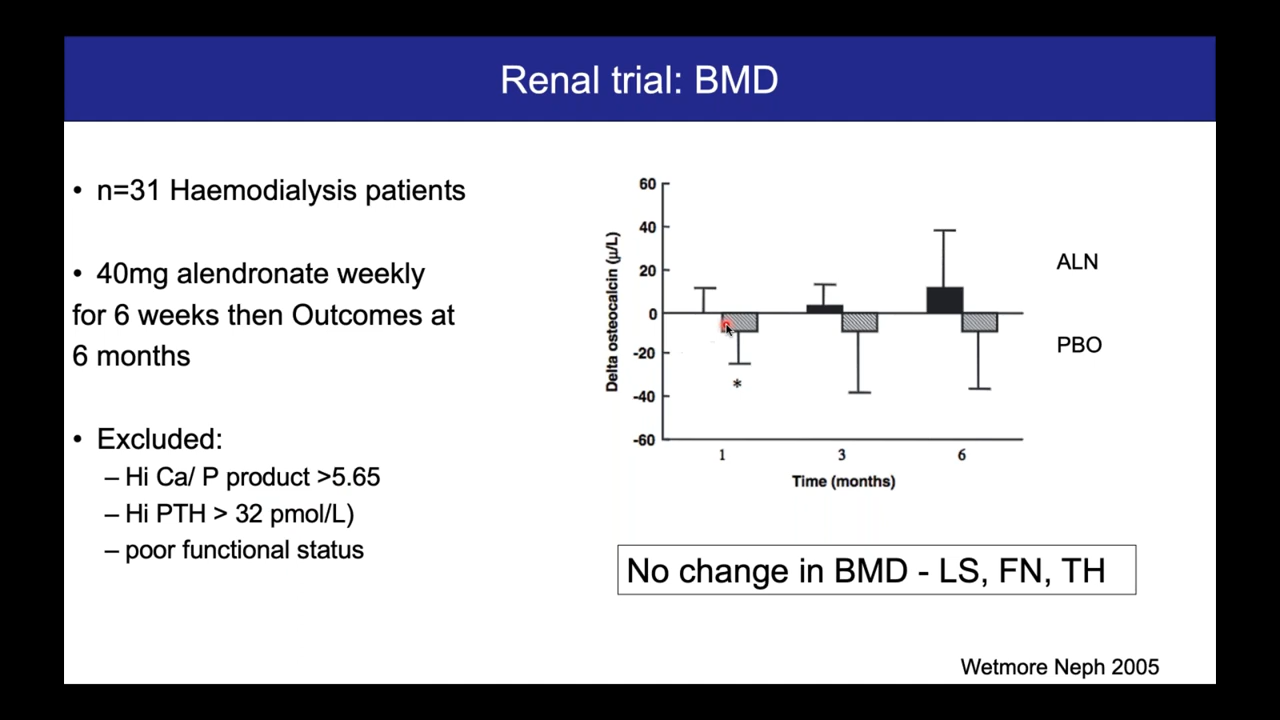 Renal trial: BMD
• n=31 Haemodialysis patients
• 40mg alendronate weekly
for 6 weeks then Outcomes at
6 months
• Excluded:
– Hi Ca/ P product >5.65
– Hi PTH > 32 pmol/L)
– poor functional status
Delta osteocalcin (μ/L)
60
40
20
0
-20
-40
-60
*
1 3 6
Time (months)
ALN
PBO
No change in BMD - LS, FN, TH
Wetmore Neph 2005